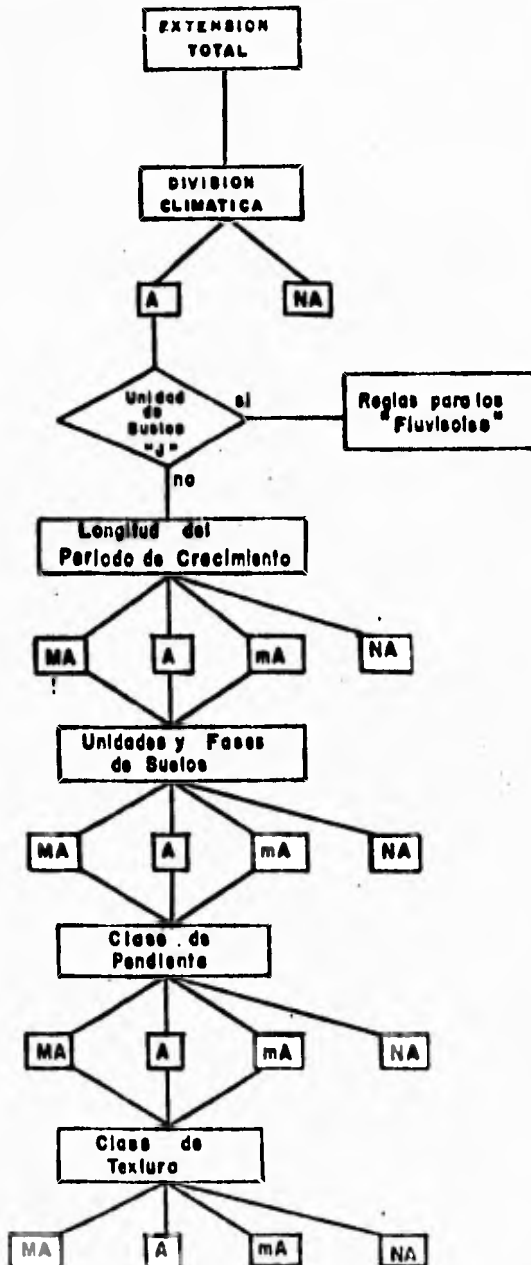 EXTENSION
TOTAL
DIVISION
CLIMATICA
A
NA
Unidad
de
Suelos
"J"
si
Reglas para los
"Fluvisols"
no
Longitud del
Periodo de Crecimiento
MA
A
mA
NA
Unidades y Fases
de Suelos
MA
A
mA
NA
Clase de
Pendiente
MA
A
mA
NA
Clase de
Textura
MA
A
mA
NA